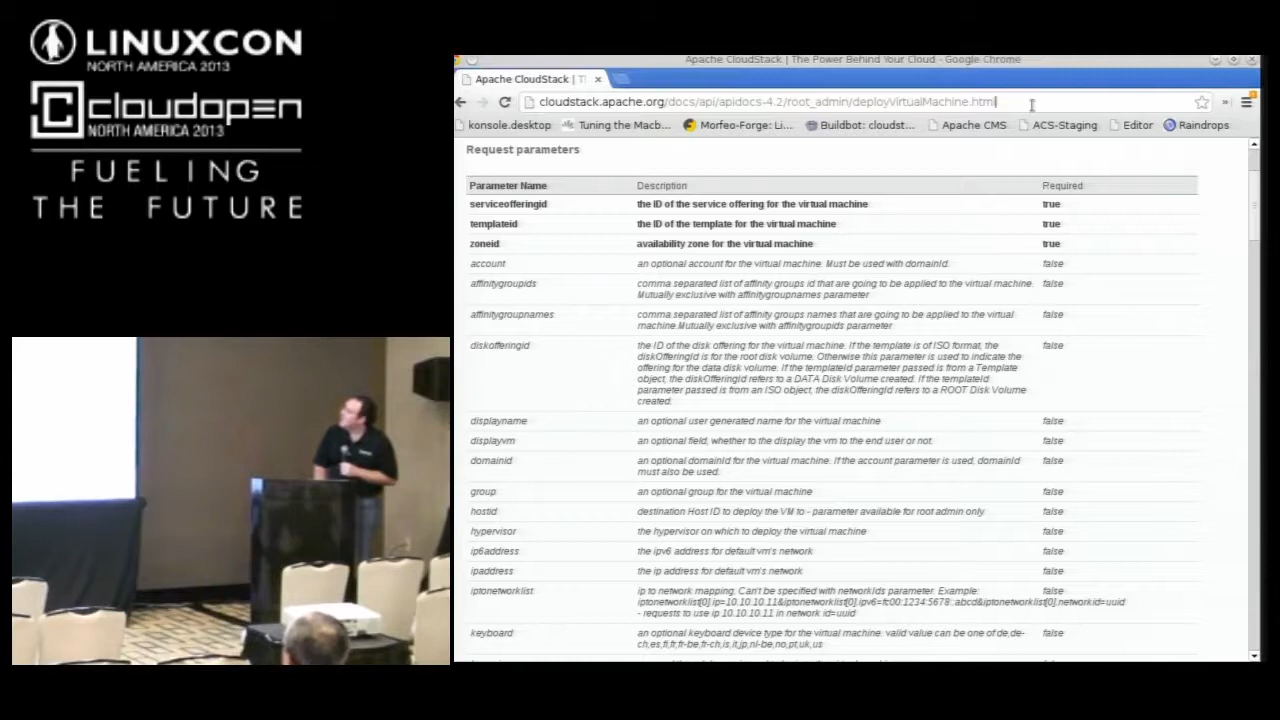 LINUXCON
NORTH AMERICA 2013
cloudopen
NORTH AMERICA 2013
FUELING
THE FUTURE
Apache CloudStack | The Power Behind Your Cloud - Google Chrome
Apache CloudStack | T
cloudstack.apache.org/docs/api/apidocs-4.2/root_admin/deployVirtualMachine.html
konsole.desktop Tuning the Macb... Morfeo-Forge: Li... Buildbot: cloudst... Apache CMS ACS-Staging Editor Raindrops
Request parameters
Parameter Name Description Required
serviceofferingid the ID of the service offering for the virtual machine true
templateid the ID of the template for the virtual machine true
zoneid availability zone for the virtual machine true
account an optional account for the virtual machine. Must be used with domainId. false
affinitygroupids comma separated list of affinity groups id that are going to be applied to the virtual machine. false
Mutually exclusive with affinitygroupnames parameter
affinitygroupnames comma separated list of affinity groups names that are going to be applied to the virtual false
machine.Mutually exclusive with affinitygroupids parameter
diskofferingid the ID of the disk offering for the virtual machine. If the template is of ISO format, the false
diskOfferingId is for the root disk volume. Otherwise this parameter is used to indicate the
offering for the data disk volume. If the templateId parameter passed is from a Template
object, the diskOfferingId refers to a DATA Disk Volume created. If the templateId
parameter passed is from an ISO object, the diskOfferingId refers to a ROOT Disk Volume
created.
displayname an optional user generated name for the virtual machine false
displayvm an optional field, whether to the display the vm to the end user or not. false
domainid an optional domainId for the virtual machine. If the account parameter is used, domainId false
must also be used.
group an optional group for the virtual machine false
hostid destination Host ID to deploy the VM to - parameter available for root admin only false
hypervisor the hypervisor on which to deploy the virtual machine false
ip6address the ipv6 address for default vm's network false
ipaddress the ip address for default vm's network false
iptonetworklist ip to network mapping. Can't be specified with networkIds parameter. Example: false
iptonetworklist[0].ip=10.10.10.11&iptonetworklist[0].ipv6=fc00:1234:5678::abcd&iptonetworklist[0].networkid=uuid
- requests to use ip 10.10.10.11 in network id=uuid
keyboard an optional keyboard device type for the virtual machine. valid value can be one of de,de- false
ch,es,fi,fr,fr-be,fr-ch,is,it,jp,nl-be,no,pt,uk,us